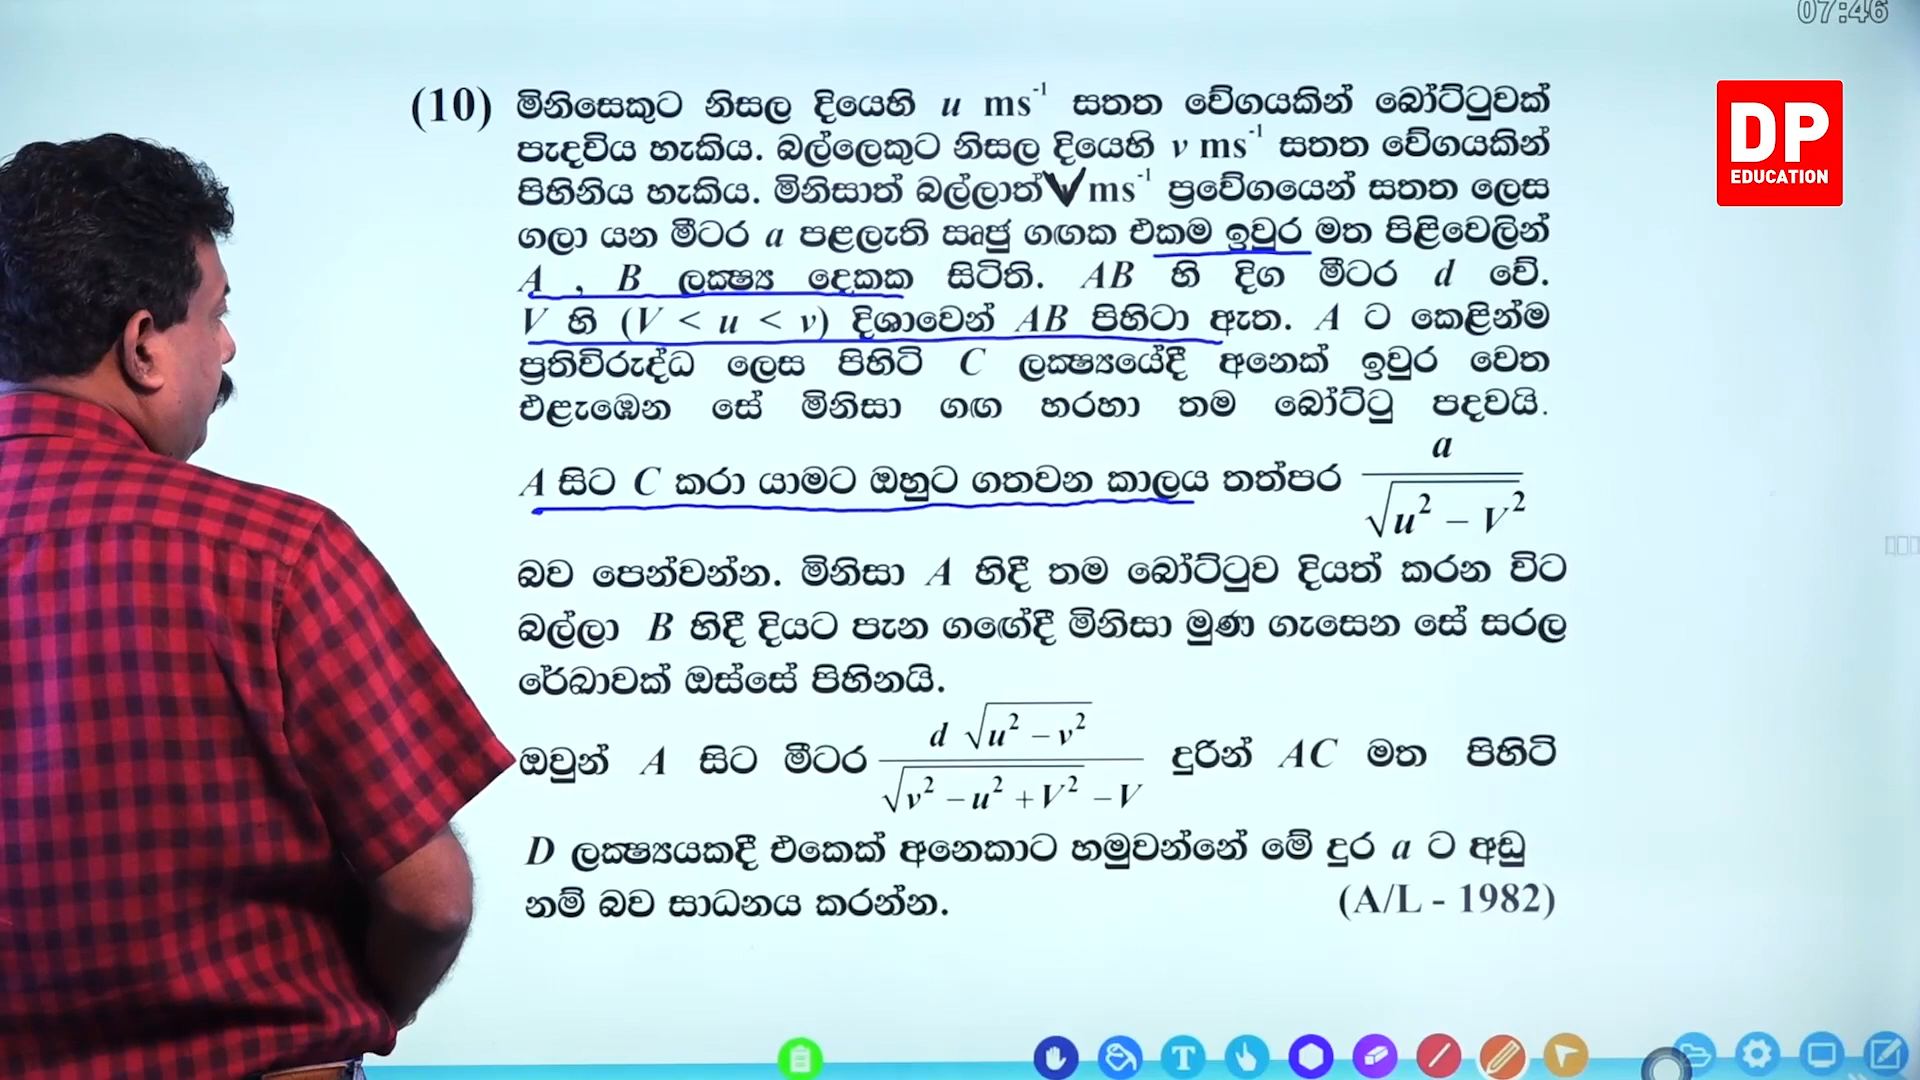 07:46
DP
EDUCATION
(10) මිනිසෙකුට නිසල දියෙහි u ms⁻¹ සතත වේගයකින් බෝට්ටුවක්
පැදවිය හැකිය. බල්ලෙකුට නිසල දියෙහි v ms⁻¹ සතත වේගයකින්
පිහිනිය හැකිය. මිනිසාත් බල්ලාත් V ms⁻¹ ප්‍රවේගයෙන් සතත ලෙස
ගලා යන මීටර a පළලැති ඍජු ගඟක එකම ඉවුර මත පිළිවෙලින්
A , B ලක්‍ෂ්‍ය දෙකක සිටිති. AB හි දිග මීටර d වේ.
V හි (V < u < v) දිශාවෙන් AB පිහිටා ඇත. A ට කෙළින්ම
ප්‍රතිවිරුද්ධ ලෙස පිහිටි C ලක්‍ෂ්‍යයේදී අනෙක් ඉවුර වෙත
එළැඹෙන සේ මිනිසා ගඟ හරහා තම බෝට්ටු පදවයි.
A සිට C කරා යාමට ඔහුට ගතවන කාලය තත්පර a / √(u² – V²)
බව පෙන්වන්න. මිනිසා A හිදී තම බෝට්ටුව දියත් කරන විට
බල්ලා B හිදී දියට පැන ගඟේදී මිනිසා මුණ ගැසෙන සේ සරල
රේඛාවක් ඔස්සේ පිහිනයි.
ඔවුන් A සිට මීටර d √(u² – v²) / (√(v² – u² + V²) – V) දුරින් AC මත පිහිටි
D ලක්‍ෂ්‍යයකදී එකෙක් අනෙකාට හමුවන්නේ මේ දුර a ට අඩු
නම් බව සාධනය කරන්න. (A/L - 1982)